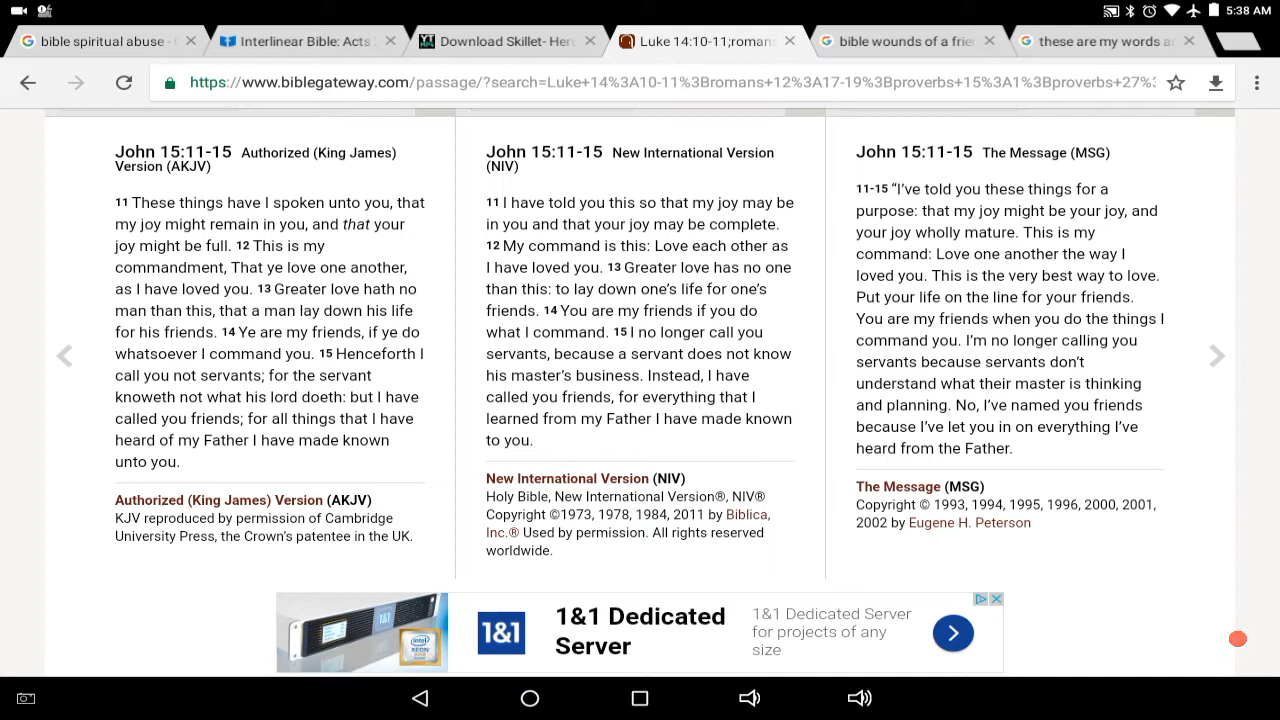 5:38 AM
bible spiritual abuse -
Interlinear Bible: Acts
Download Skillet- Hero
Luke 14:10-11;romans
bible wounds of a frien
these are my words a
https://www.biblegateway.com/passage/?search=Luke+14%3A10-11%3Bromans+12%3A17-19%3Bproverbs+15%3A1%3Bproverbs+27%3
John 15:11-15 Authorized (King James)
Version (AKJV)
11 These things have I spoken unto you, that
my joy might remain in you, and that your
joy might be full. 12 This is my
commandment, That ye love one another,
as I have loved you. 13 Greater love hath no
man than this, that a man lay down his life
for his friends. 14 Ye are my friends, if ye do
whatsoever I command you. 15 Henceforth I
call you not servants; for the servant
knoweth not what his lord doeth: but I have
called you friends; for all things that I have
heard of my Father I have made known
unto you.
Authorized (King James) Version (AKJV)
KJV reproduced by permission of Cambridge
University Press, the Crown's patentee in the UK.
John 15:11-15 New International Version
(NIV)
11 I have told you this so that my joy may be
in you and that your joy may be complete.
12 My command is this: Love each other as
I have loved you. 13 Greater love has no one
than this: to lay down one's life for one's
friends. 14 You are my friends if you do
what I command. 15 I no longer call you
servants, because a servant does not know
his master's business. Instead, I have
called you friends, for everything that I
learned from my Father I have made known
to you.
New International Version (NIV)
Holy Bible, New International Version®, NIV®
Copyright ©1973, 1978, 1984, 2011 by Biblica,
Inc.® Used by permission. All rights reserved
worldwide.
John 15:11-15 The Message (MSG)
11-15 “I've told you these things for a
purpose: that my joy might be your joy, and
your joy wholly mature. This is my
command: Love one another the way I
loved you. This is the very best way to love.
Put your life on the line for your friends.
You are my friends when you do the things I
command you. I'm no longer calling you
servants because servants don't
understand what their master is thinking
and planning. No, I've named you friends
because I've let you in on everything I've
heard from the Father.
The Message (MSG)
Copyright © 1993, 1994, 1995, 1996, 2000, 2001,
2002 by Eugene H. Peterson
1&1
intel
XEON
1&1
1&1 Dedicated
Server
1&1 Dedicated Server
for projects of any
size